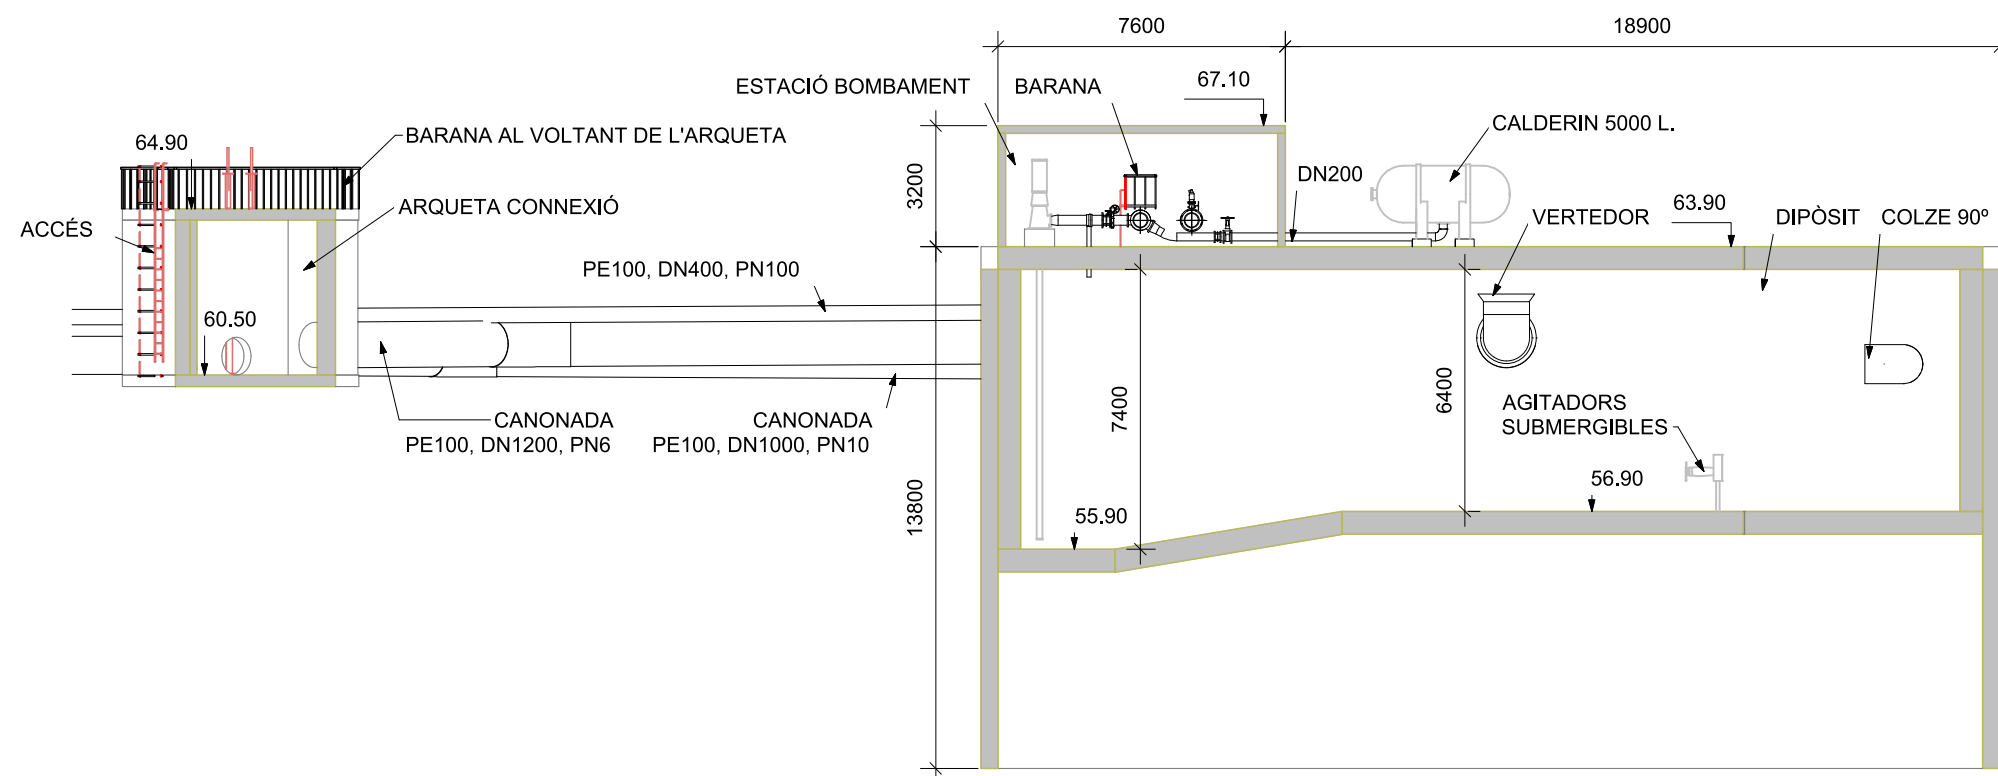 7600
18900
ESTACIÓ BOMBAMENT
BARANA
67.10
CALDERIN 5000 L.
64.90
BARANA AL VOLTANT DE L'ARQUETA
3200
DN200
ACCÉS
ARQUETA CONNEXIÓ
VERTEDOR
63.90
DIPÒSIT
COLZE 90º
PE100, DN400, PN100
60.50
7400
6400
CANONADA
PE100, DN1200, PN6
CANONADA
PE100, DN1000, PN10
AGITADORS
SUBMERGIBLES
13800
55.90
56.90